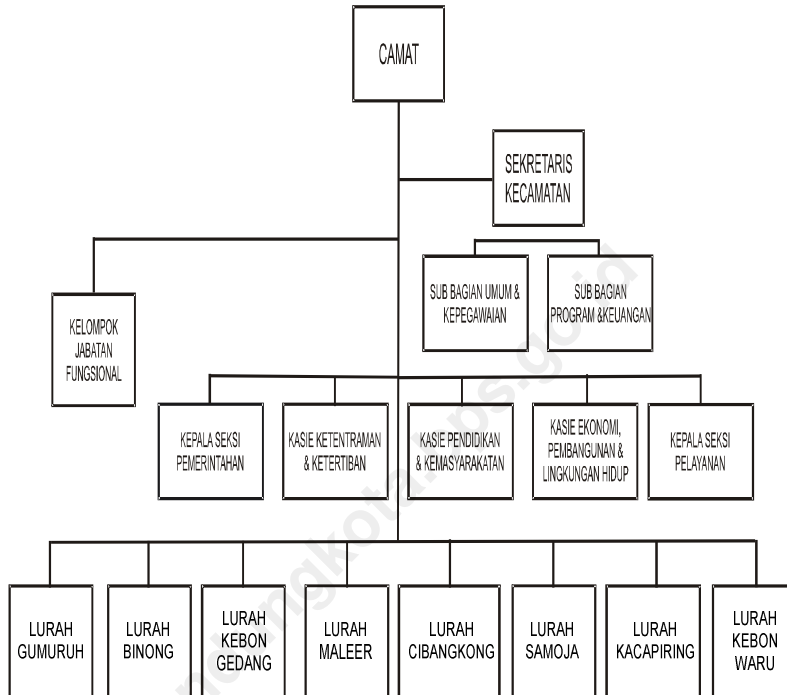 CAMAT
SEKRETARIS
KECAMATAN
SUB BAGIAN UMUM &
KEPEGAWAIAN
SUB BAGIAN
PROGRAM &KEUANGAN
KELOMPOK
JABATAN
FUNGSIONAL
KEPALA SEKSI
PEMERINTAHAN
KASIE KETENTRAMAN
& KETERTIBAN
KASIE PENDIDIKAN
& KEMASYARAKATAN
KASIE EKONOMI,
PEMBANGUNAN &
LINGKUNGAN HIDUP
KEPALA SEKSI
PELAYANAN
LURAH
GUMURUH
LURAH
BINONG
LURAH
KEBON
GEDANG
LURAH
MALEER
LURAH
CIBANGKONG
LURAH
SAMOJA
LURAH
KACAPIRING
LURAH
KEBON
WARU